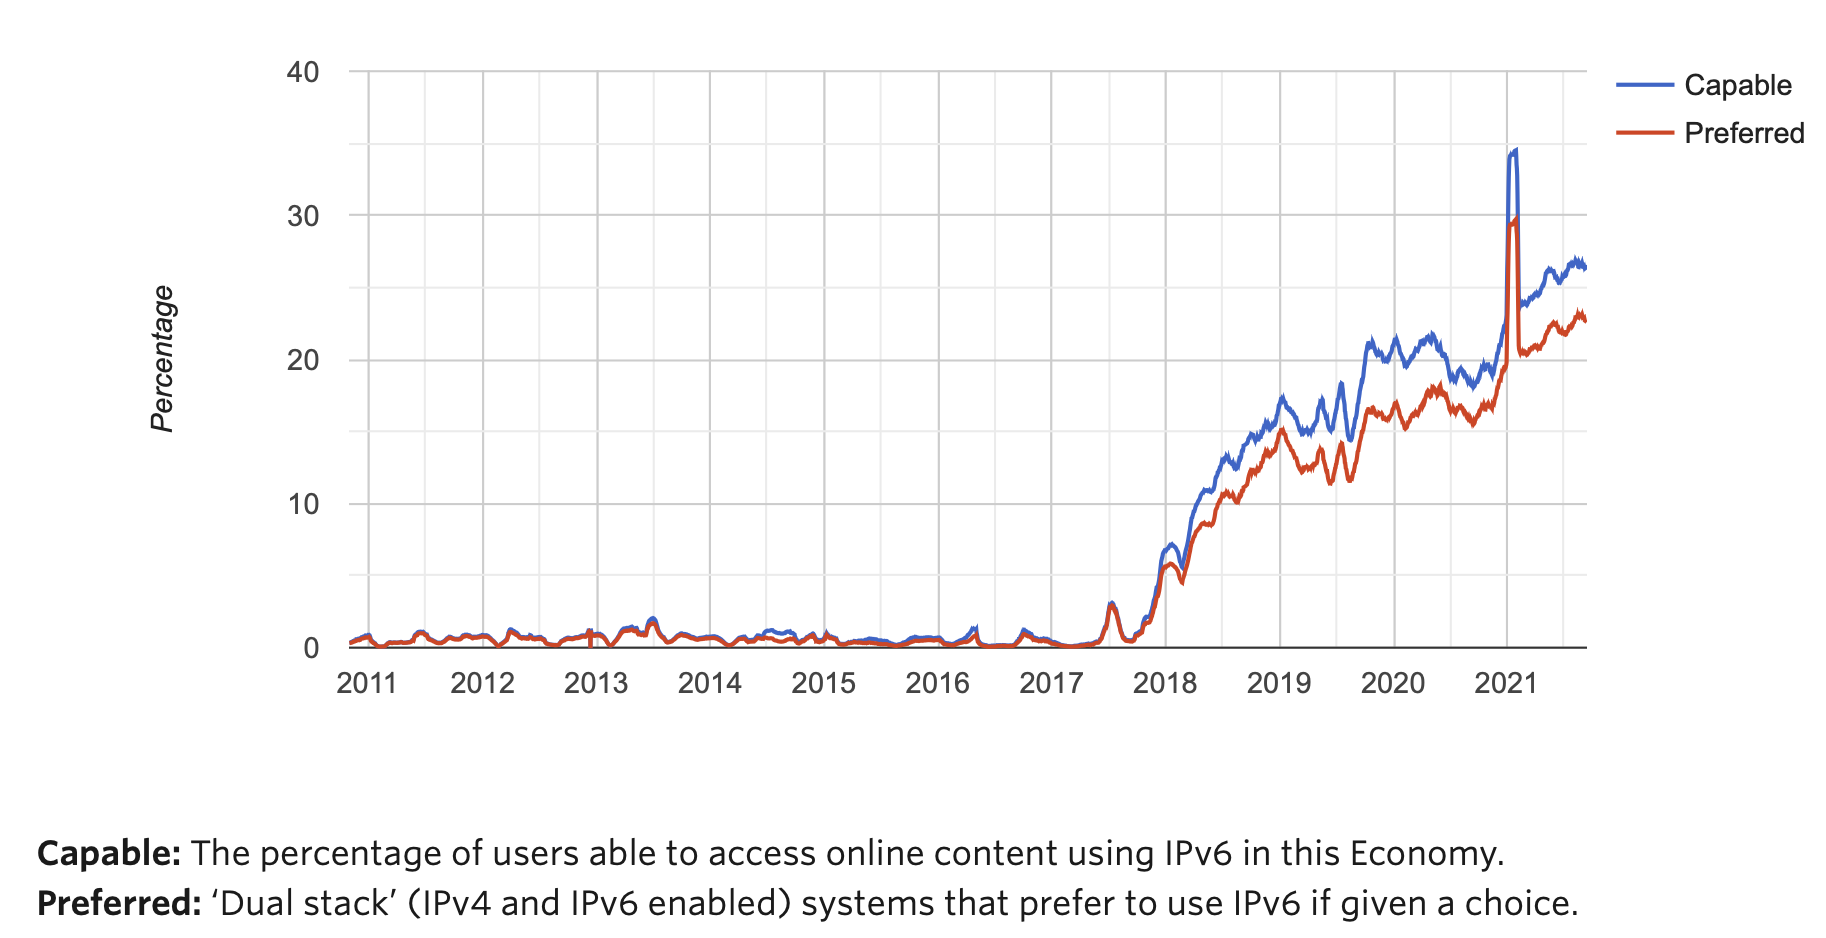 40
30
20
10
0
Percentage
2011 2012 2013 2014 2015 2016 2017 2018 2019 2020 2021
Capable
Preferred
Capable: The percentage of users able to access online content using IPv6 in this Economy.
Preferred: ‘Dual stack’ (IPv4 and IPv6 enabled) systems that prefer to use IPv6 if given a choice.